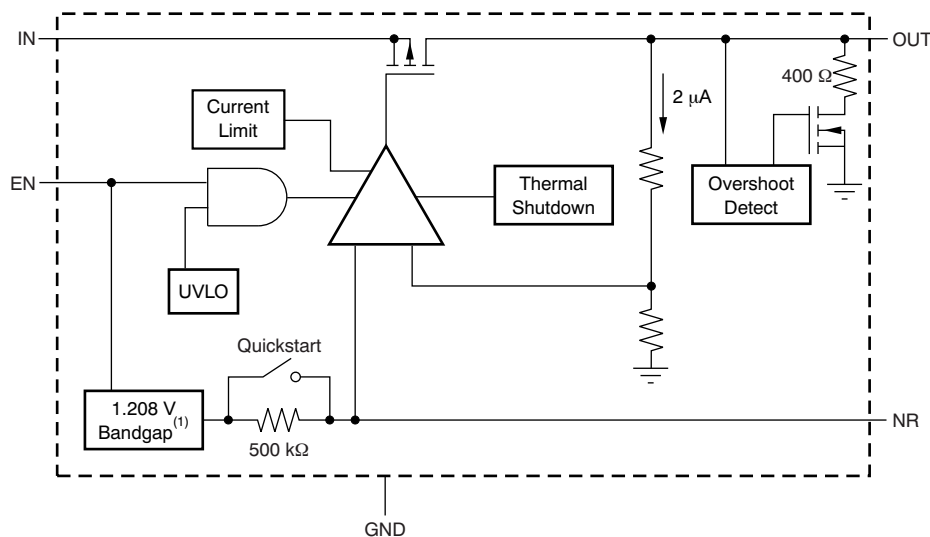 IN
OUT
400 Ω
2 μA
Current
Limit
EN
Thermal
Shutdown
Overshoot
Detect
UVLO
Quickstart
1.208 V
Bandgap(1)
500 kΩ
NR
GND